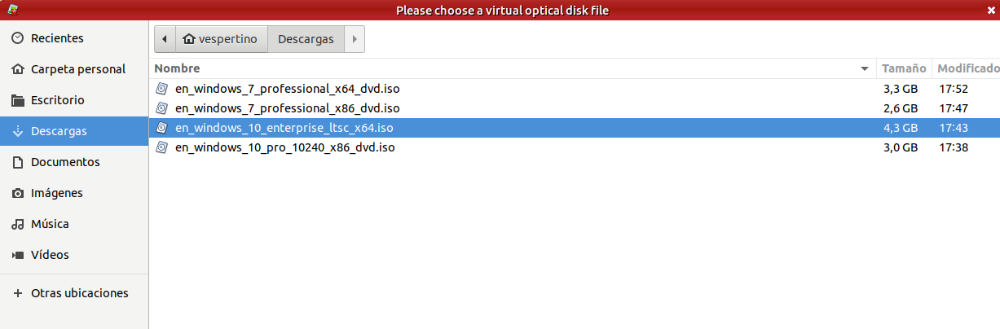 Please choose a virtual optical disk file
Recientes
Carpeta personal
Escritorio
Descargas
Documentos
Imágenes
Música
Vídeos
Otras ubicaciones
vespertino Descargas
Nombre Tamaño Modificado
en_windows_7_professional_x64_dvd.iso 3,3 GB 17:52
en_windows_7_professional_x86_dvd.iso 2,6 GB 17:47
en_windows_10_enterprise_ltsc_x64.iso 4,3 GB 17:43
en_windows_10_pro_10240_x86_dvd.iso 3,0 GB 17:38